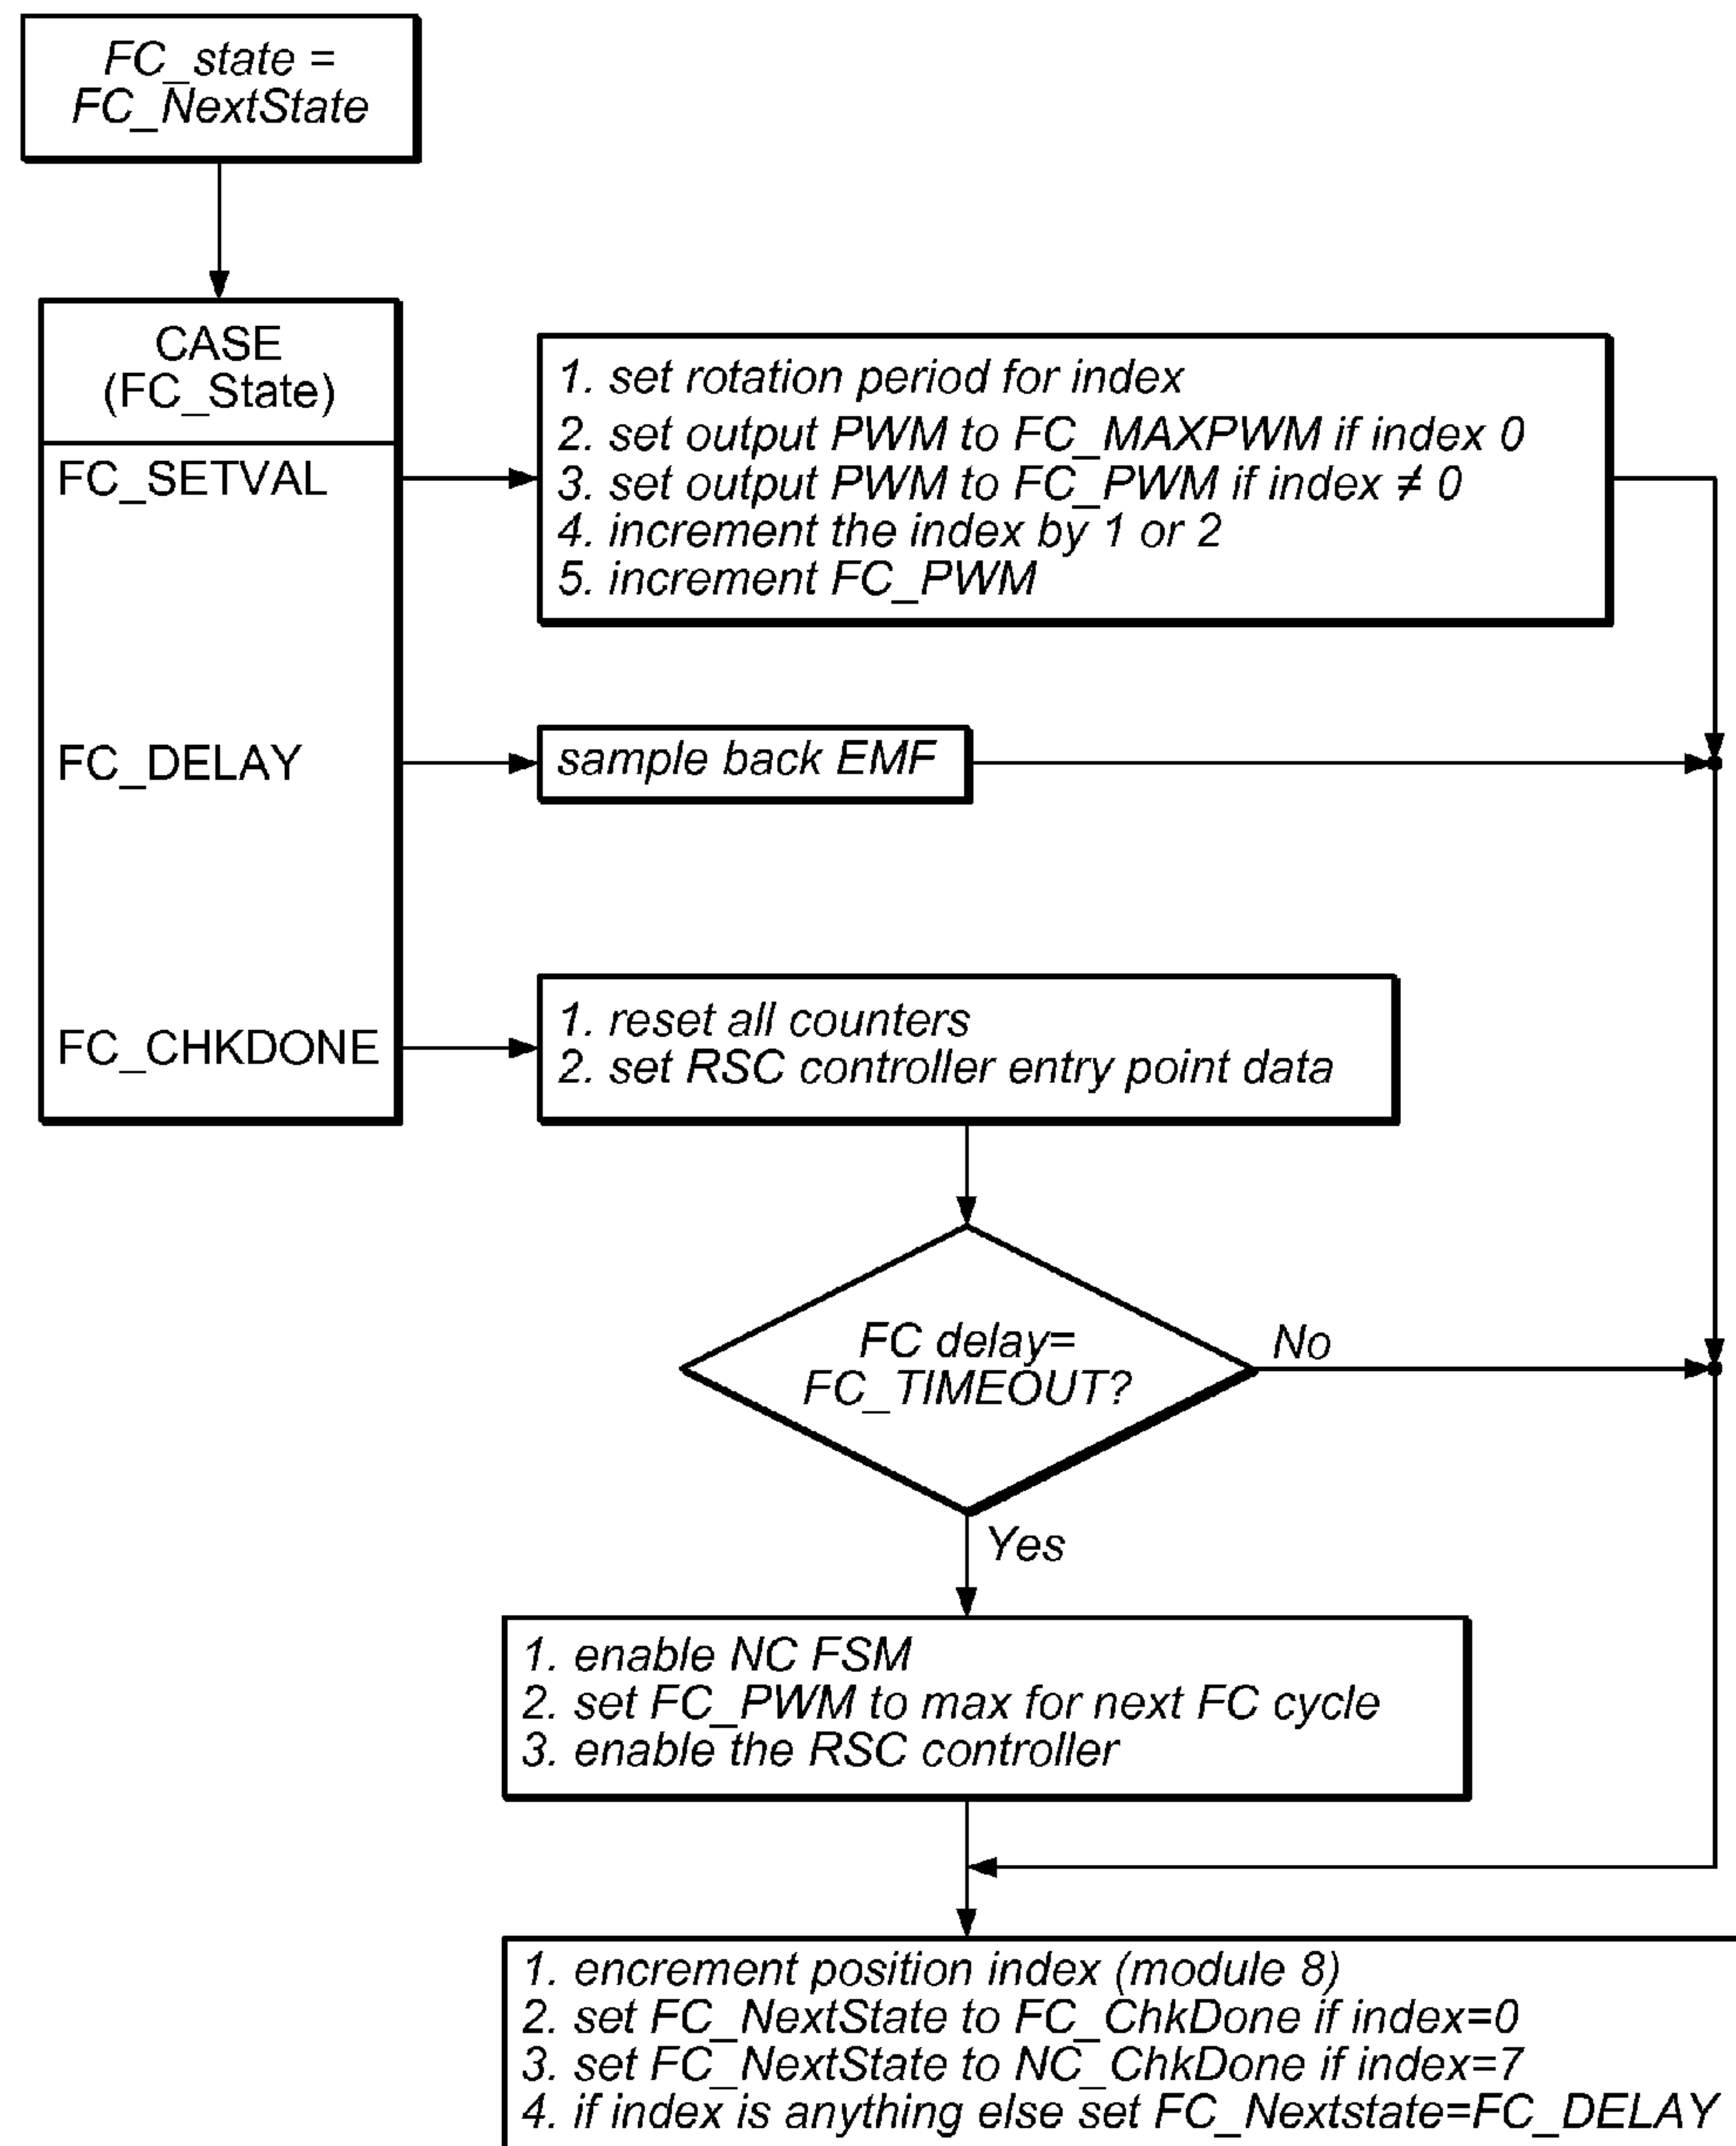 FC_state =
FC_NextState
CASE
(FC_State)
FC_SETVAL
1. set rotation period for index
2. set output PWM to FC_MAXPWM if index 0
3. set output PWM to FC_PWM if index ≠ 0
4. increment the index by 1 or 2
5. increment FC_PWM
FC_DELAY
sample back EMF
FC_CHKDONE
1. reset all counters
2. set RSC controller entry point data
FC delay=
FC_TIMEOUT?
No
Yes
1. enable NC FSM
2. set FC_PWM to max for next FC cycle
3. enable the RSC controller
1. encrement position index (module 8)
2. set FC_NextState to FC_ChkDone if index=0
3. set FC_NextState to NC_ChkDone if index=7
4. if index is anything else set FC_Nextstate=FC_DELAY